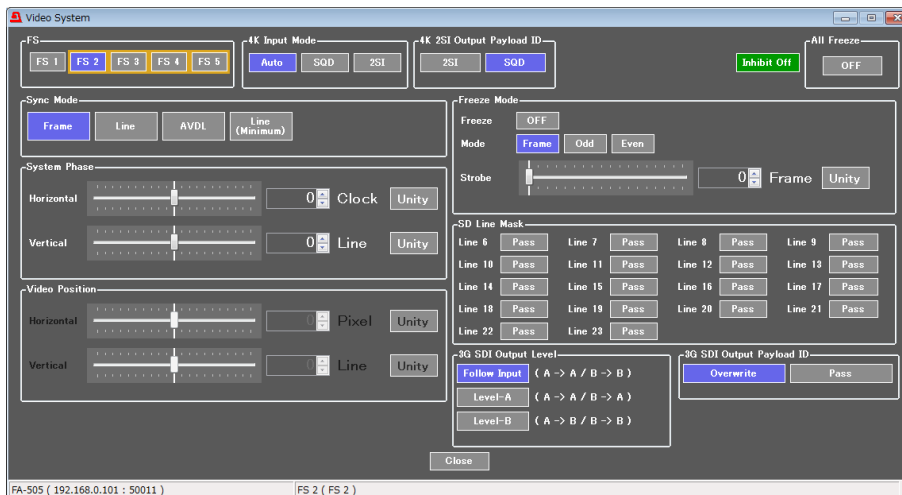 Video System
FS
FS 1 FS 2 FS 3 FS 4 FS 5
4K Input Mode
Auto SQD 2SI
4K 2SI Output Payload ID
2SI SQD
Inhibit Off
All Freeze
OFF
Sync Mode
Frame Line AVDL Line (Minimum)
System Phase
Horizontal 0 Clock Unity
Vertical 0 Line Unity
Video Position
Horizontal 0 Pixel Unity
Vertical 0 Line Unity
Freeze Mode
Freeze OFF
Mode Frame Odd Even
Strobe 0 Frame Unity
SD Line Mask
Line 6 Pass Line 7 Pass Line 8 Pass Line 9 Pass
Line 10 Pass Line 11 Pass Line 12 Pass Line 13 Pass
Line 14 Pass Line 15 Pass Line 16 Pass Line 17 Pass
Line 18 Pass Line 19 Pass Line 20 Pass Line 21 Pass
Line 22 Pass Line 23 Pass
3G SDI Output Level
Follow Input ( A -> A / B -> B )
Level-A ( A -> A / B -> A )
Level-B ( A -> B / B -> B )
3G SDI Output Payload ID
Overwrite Pass
Close
FA-505 ( 192.168.0.101 : 50011 ) FS 2 ( FS 2 )